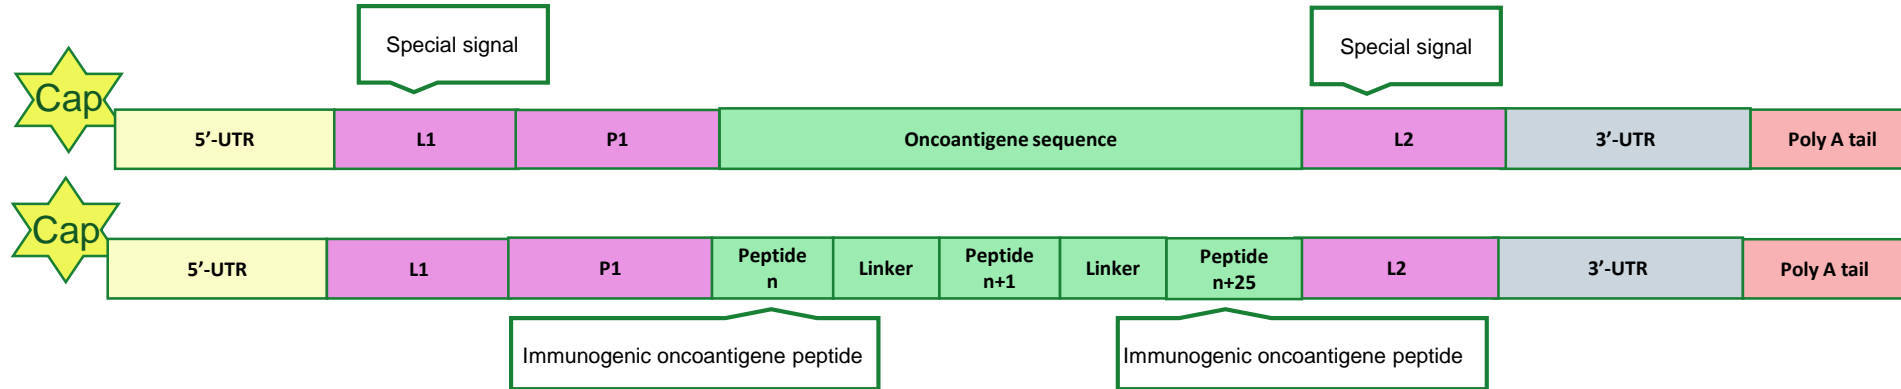 Special signal
Special signal
Cap
5’-UTR L1 P1 Oncoantigene sequence L2 3’-UTR Poly A tail
Cap
5’-UTR L1 P1 Peptide n Linker Peptide n+1 Linker Peptide n+25 L2 3’-UTR Poly A tail
Immunogenic oncoantigene peptide
Immunogenic oncoantigene peptide